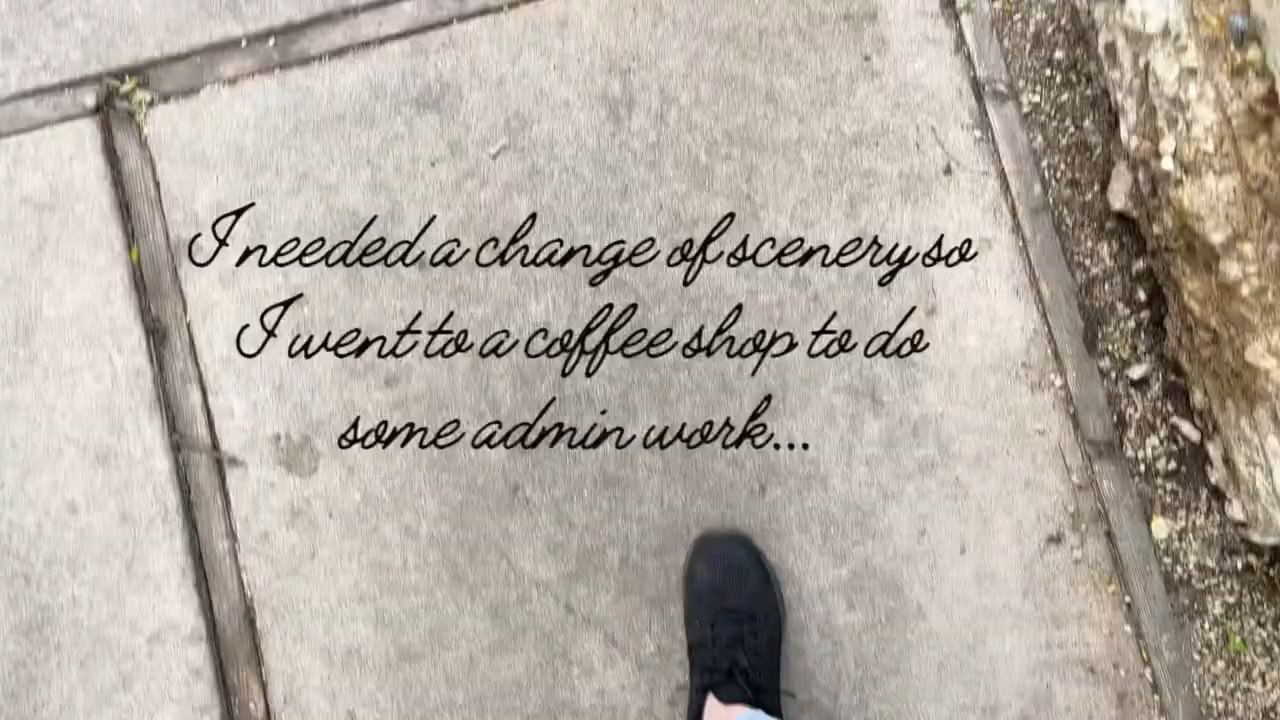 I needed a change of scenery so
I went to a coffee shop to do
some admin work...